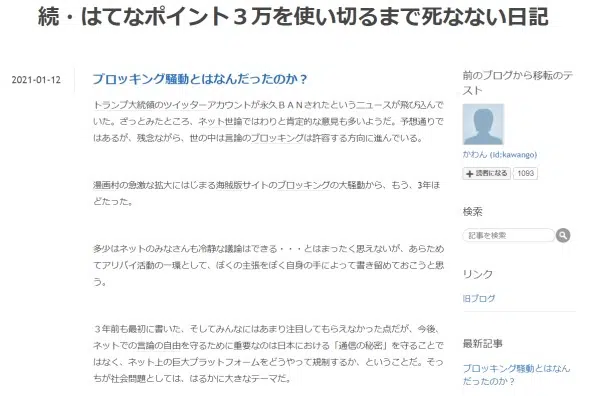 続・はてなポイント３万を使い切るまで死なない日記
2021-01-12
ブロッキング騒動とはなんだったのか？
トランプ大統領のツイッターアカウントが永久ＢＡＮされたというニュースが飛び込んで
いた。ざっとみたところ、ネット世論ではわりと肯定的な意見も多いようだ。予想通りで
はあるが、残念ながら、世の中は言論のブロッキングは許容する方向に進んでいる。
漫画村の急激な拡大にはじまる海賊版サイトのブロッキングの大騒動から、もう、3年ほ
どたった。
多少はネットのみなさんも冷静な議論はできる・・・とはまったく思えないが、あらため
てアリバイ活動の一環として、ぼくの主張をぼく自身の手によって書き留めておこうと思
う。
３年前も最初に書いた、そしてみんなにはあまり注目してもらえなかった点だが、今後、
ネットでの言論の自由を守るために重要なのは日本における「通信の秘密」を守ることで
はなく、ネット上の巨大プラットフォームをどうやって規制するか、ということだ。そっ
ちが社会問題としては、はるかに大きなテーマだ。
前のブログから移転のテ
スト
かわん (id:kawango)
読者になる 1093
検索
記事を検索
リンク
旧ブログ
最新記事
ブロッキング騒動とはなん
だったのか？